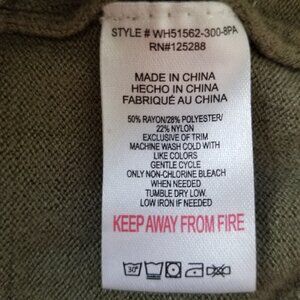 STYLE # WH51562-300-8PA
RN#125288
MADE IN CHINA
HECHO IN CHINA
FABRIQUÉ AU CHINA
50% RAYON/28% POLYESTER/
22% NYLON
EXCLUSIVE OF TRIM
MACHINE WASH COLD WITH
LIKE COLORS
GENTLE CYCLE
ONLY NON-CHLORINE BLEACH
WHEN NEEDED
TUMBLE DRY LOW.
LOW IRON IF NEEDED
KEEP AWAY FROM FIRE
30°